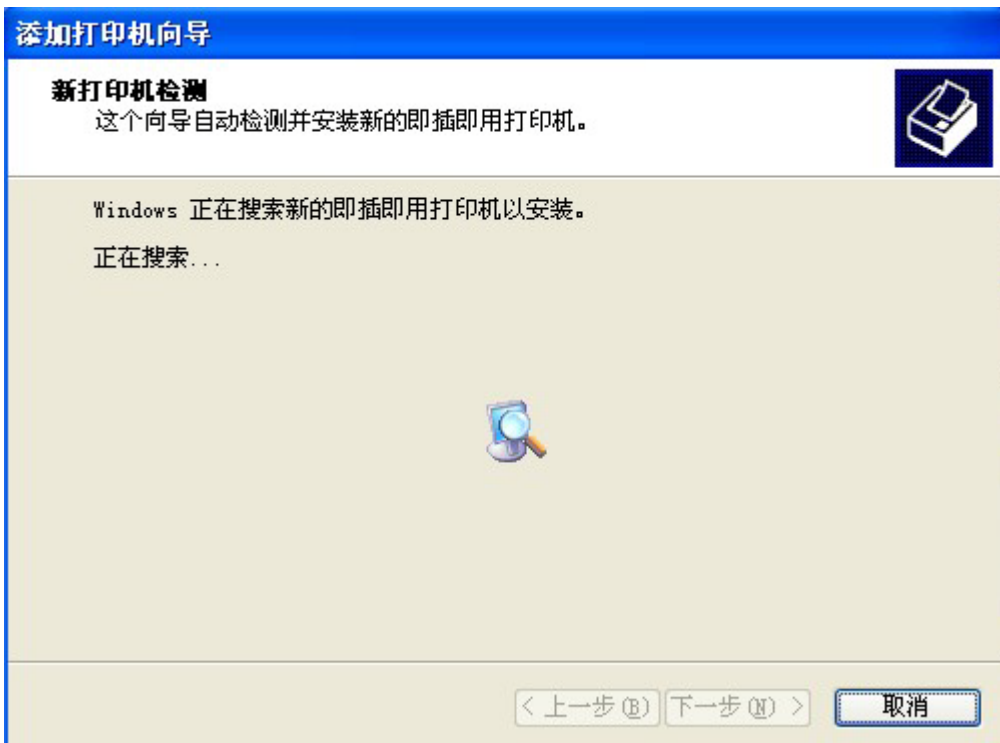 添加打印机向导
新打印机检测
这个向导自动检测并安装新的即插即用打印机。
Windows 正在搜索新的即插即用打印机以安装。
正在搜索...
< 上一步(B) 下一步(N) > 取消